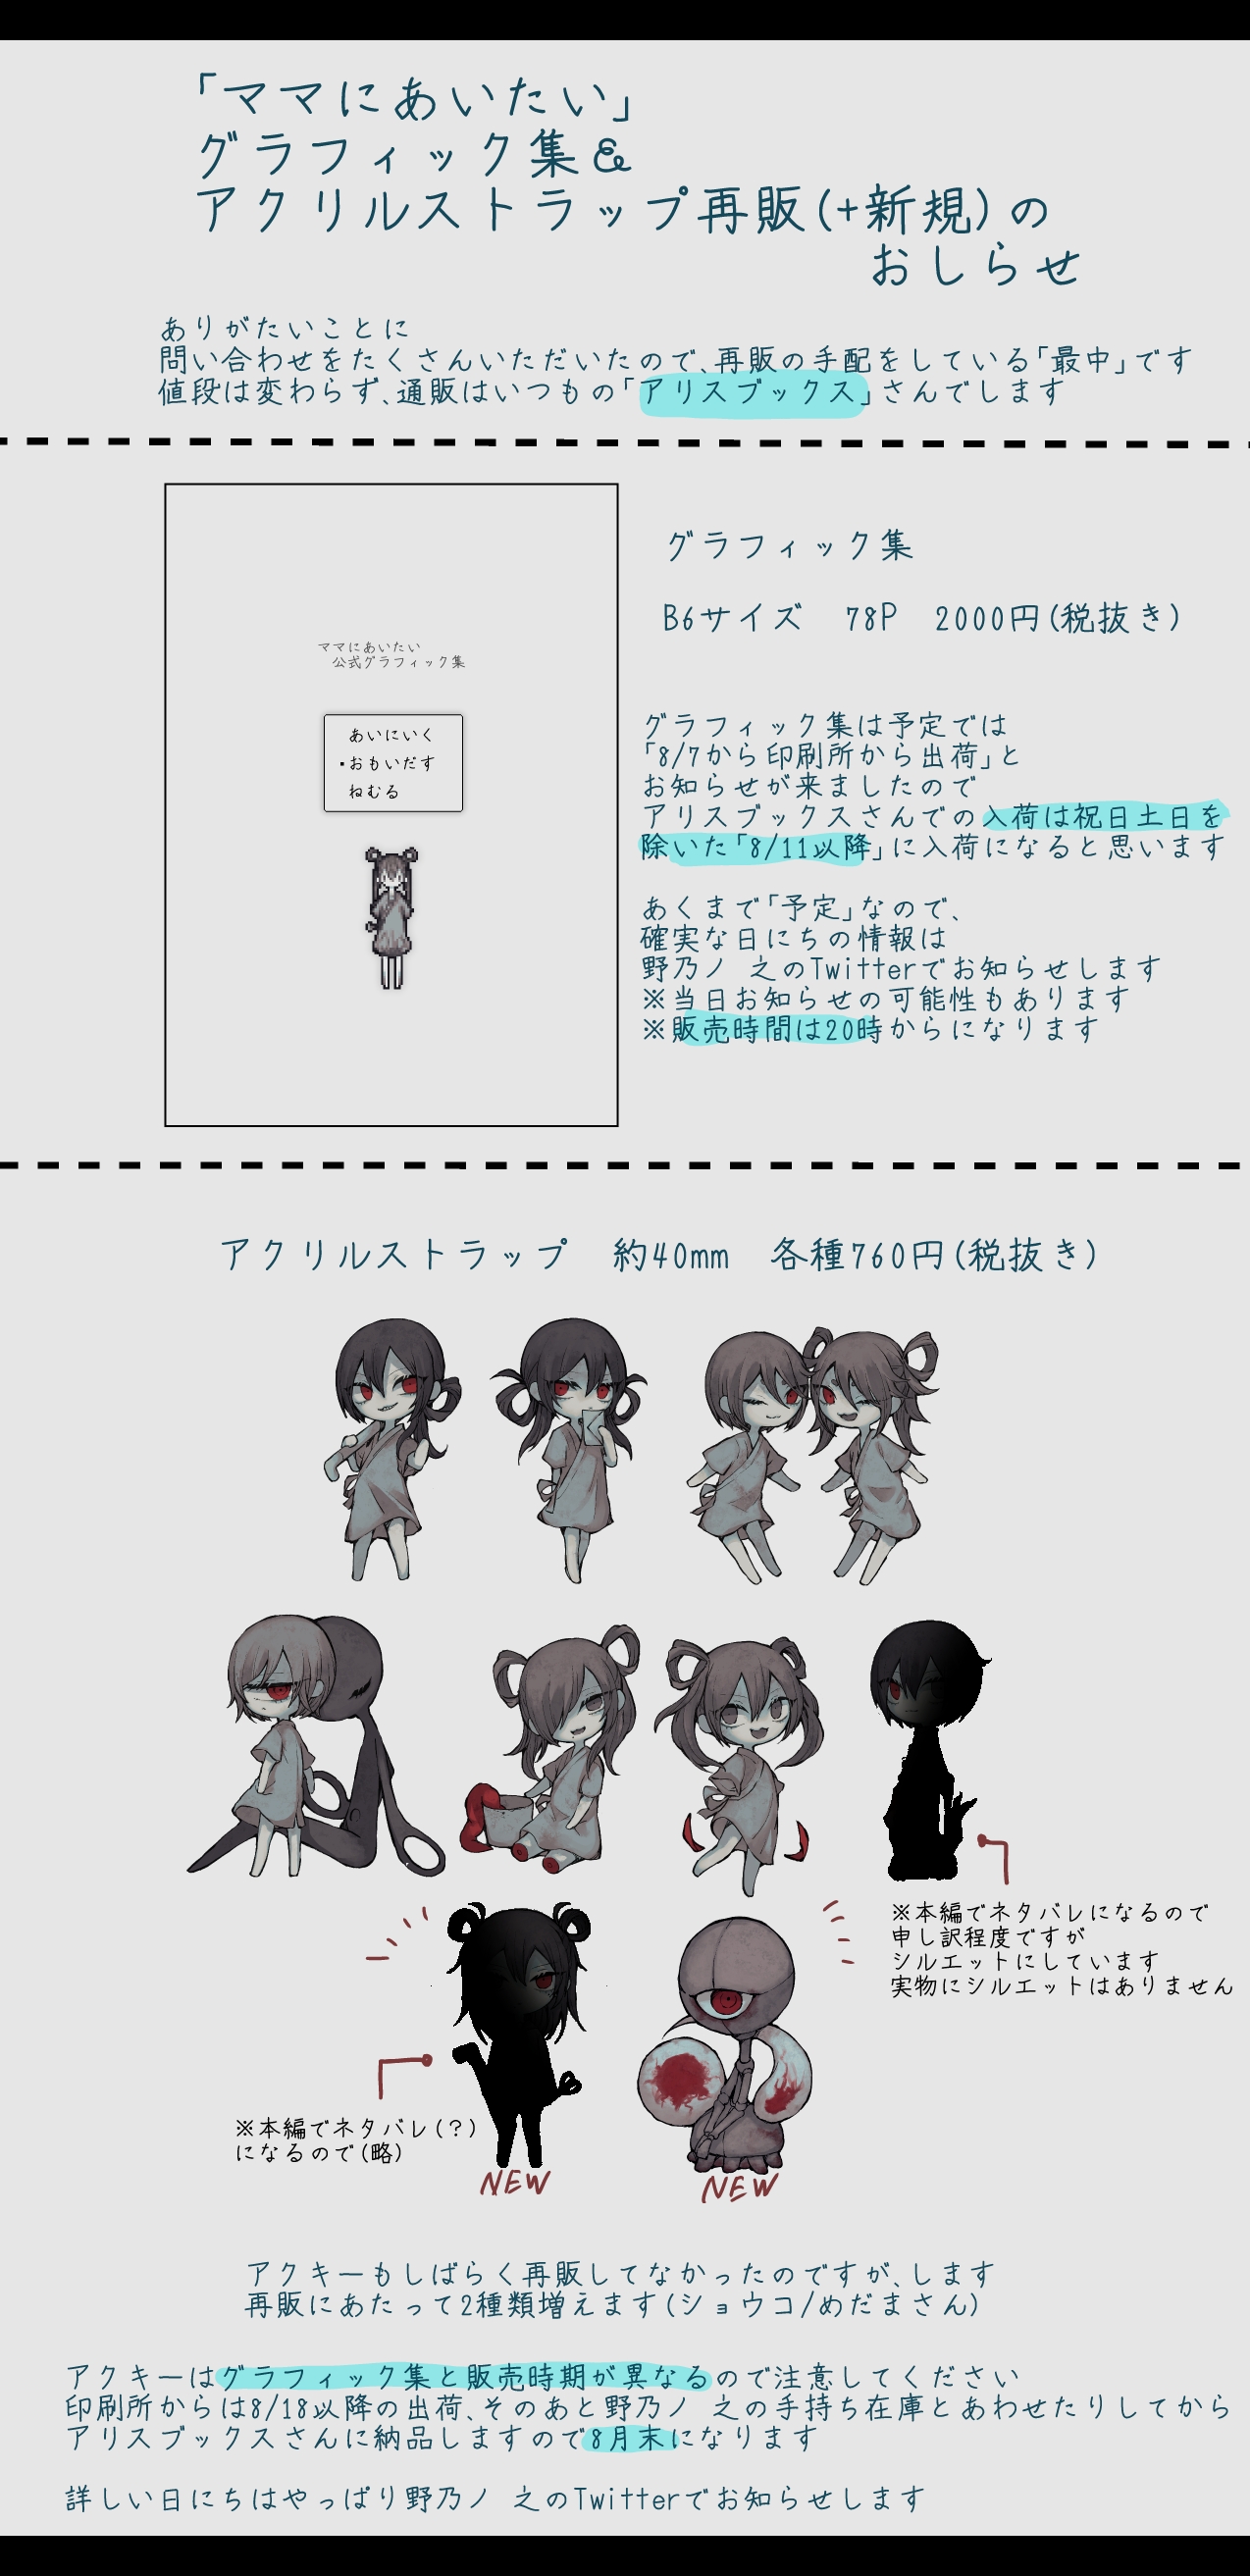 「ママにあいたい」
グラフィック集&
アクリルストラップ再販(+新規)の
おしらせ
ありがたいことに
問い合わせをたくさんいただいたので、再販の手配をしている「最中」です
値段は変わらず、通販はいつもの「アリスブックス」さんでします
ママにあいたい
公式グラフィック集
あいにいく
・おもいだす
ねむる
グラフィック集
B6サイズ 78P 2000円(税抜き)
グラフィック集は予定では
「8/7から印刷所から出荷」と
お知らせが来ましたので
アリスブックスさんでの入荷は祝日土日を
除いた「8/11以降」に入荷になると思います
あくまで「予定」なので、
確実な日にちの情報は
野乃ノ 之のTwitterでお知らせします
※当日お知らせの可能性もあります
※販売時間は20時からになります
アクリルストラップ 約40mm 各種760円(税抜き)
※本編でネタバレになるので
申し訳程度ですが
シルエットにしています
実物にシルエットはありません
※本編でネタバレ(?)
になるので(略)
NEW
NEW
アクキーもしばらく再販してなかったのですが、します
再販にあたって2種類増えます(ショウコ/めだまさん)
アクキーはグラフィック集と販売時期が異なるので注意してください
印刷所からは8/18以降の出荷、そのあと野乃ノ 之の手持ち在庫とあわせたりしてから
アリスブックスさんに納品しますので8月末になります
詳しい日にちはやっぱり野乃ノ 之のTwitterでお知らせします